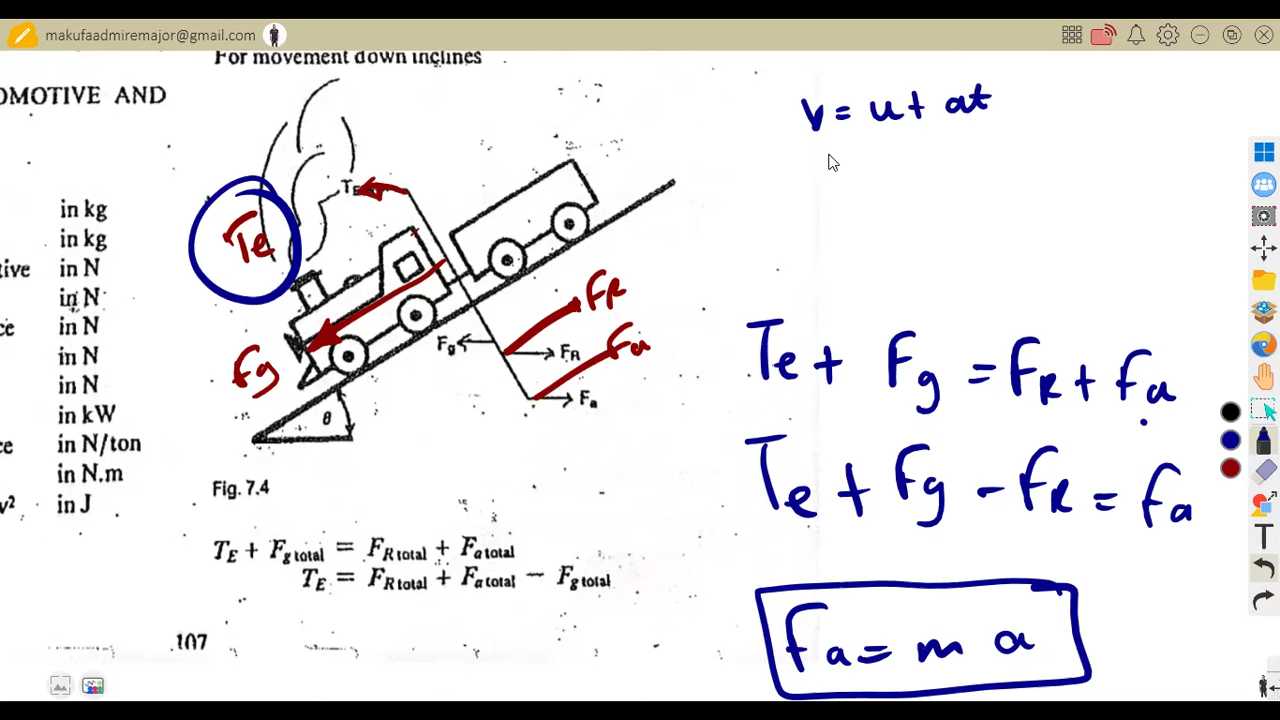 makufaadmiremajor@gmail.com
For movement down inclines
OMOTIVE AND
v = u + at
in kg
in kg
tive in N
in N
ce in N
in N
in N
in kW
ce in N/ton
in N.m
v² in J
TE
Te
FR
Fa
Fg
Fg
FR
Fa
θ
Te + Fg = FR + Fa
Te + Fg - FR = Fa
Fig. 7.4
TE + Fg total = FR total + Fa total
TE = FR total + Fa total − Fg total
Fa = m a
107
T